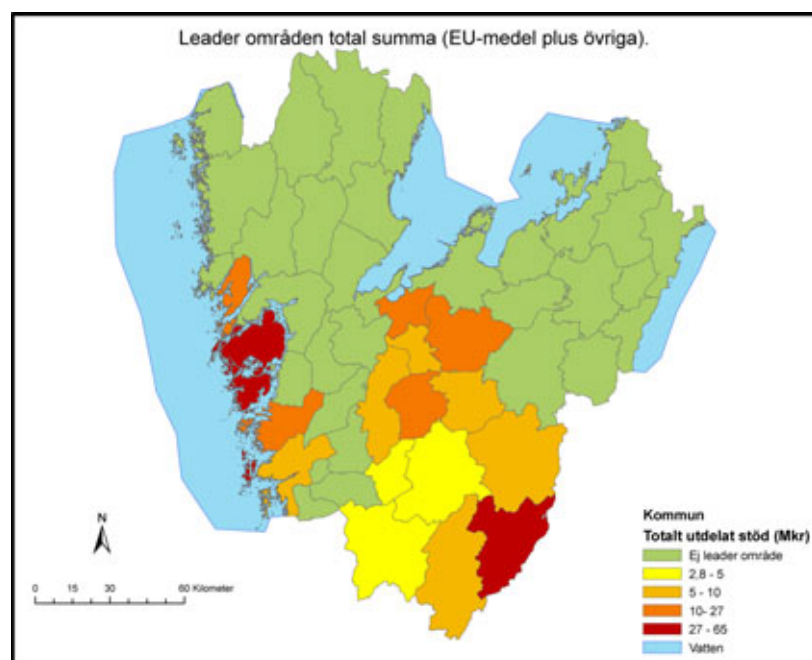 Leader områden total summa (EU-medel plus övriga).
N
0 15 30 60 Kilometer
Kommun
Totalt utdelat stöd (Mkr)
Ej leader område
2,8 - 5
5 - 10
10- 27
27 - 65
Vatten